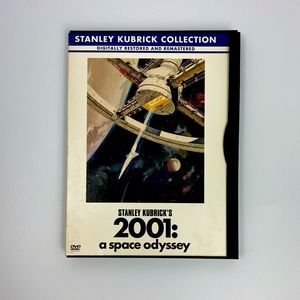 STANLEY KUBRICK COLLECTION
DIGITALLY RESTORED AND REMASTERED
STANLEY KUBRICK'S
2001:
a space odyssey
DVD